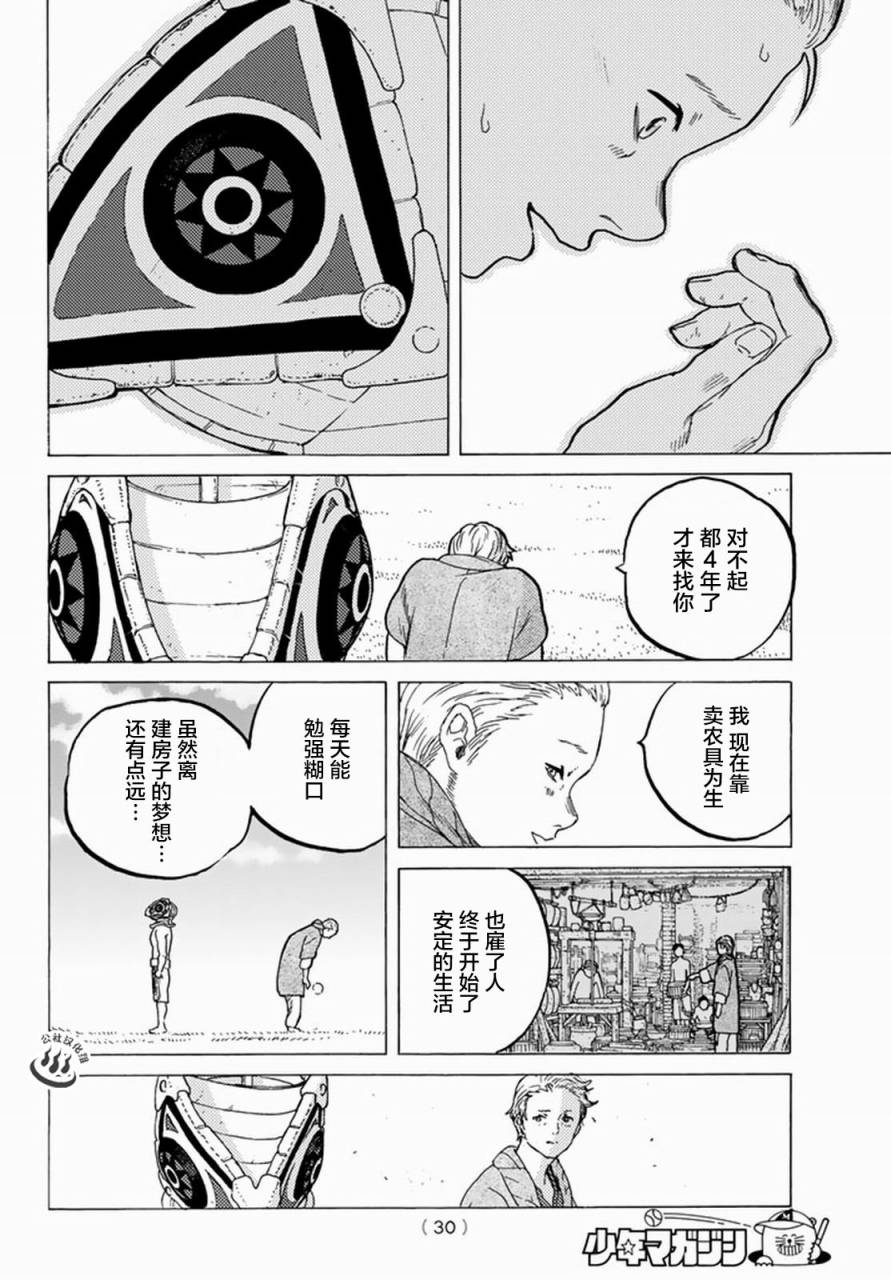 对不起
都4年了
才来找你
我现在靠
卖农具为生
也雇了人
终于开始了
安定的生活
每天能
勉强糊口
虽然离
建房子的梦想…
还有点远…
公社汉化组
(30)
少年マガジン